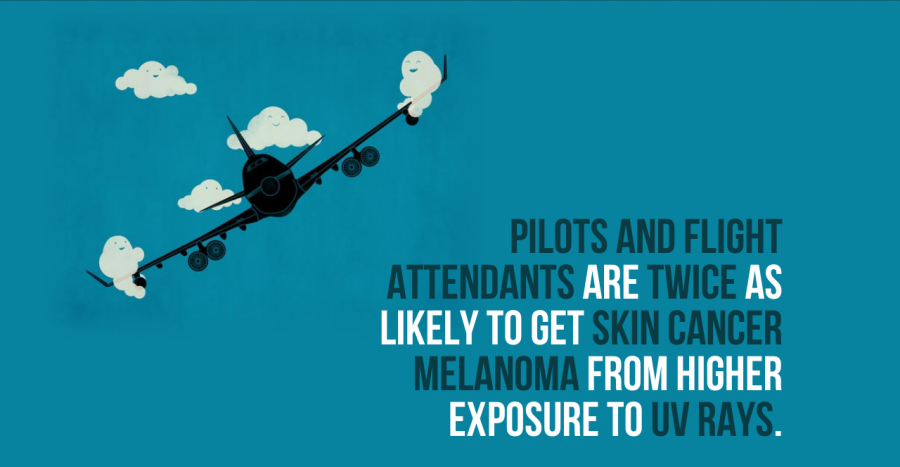 PILOTS AND FLIGHT
ATTENDANTS ARE TWICE AS
LIKELY TO GET SKIN CANCER
MELANOMA FROM HIGHER
EXPOSURE TO UV RAYS.